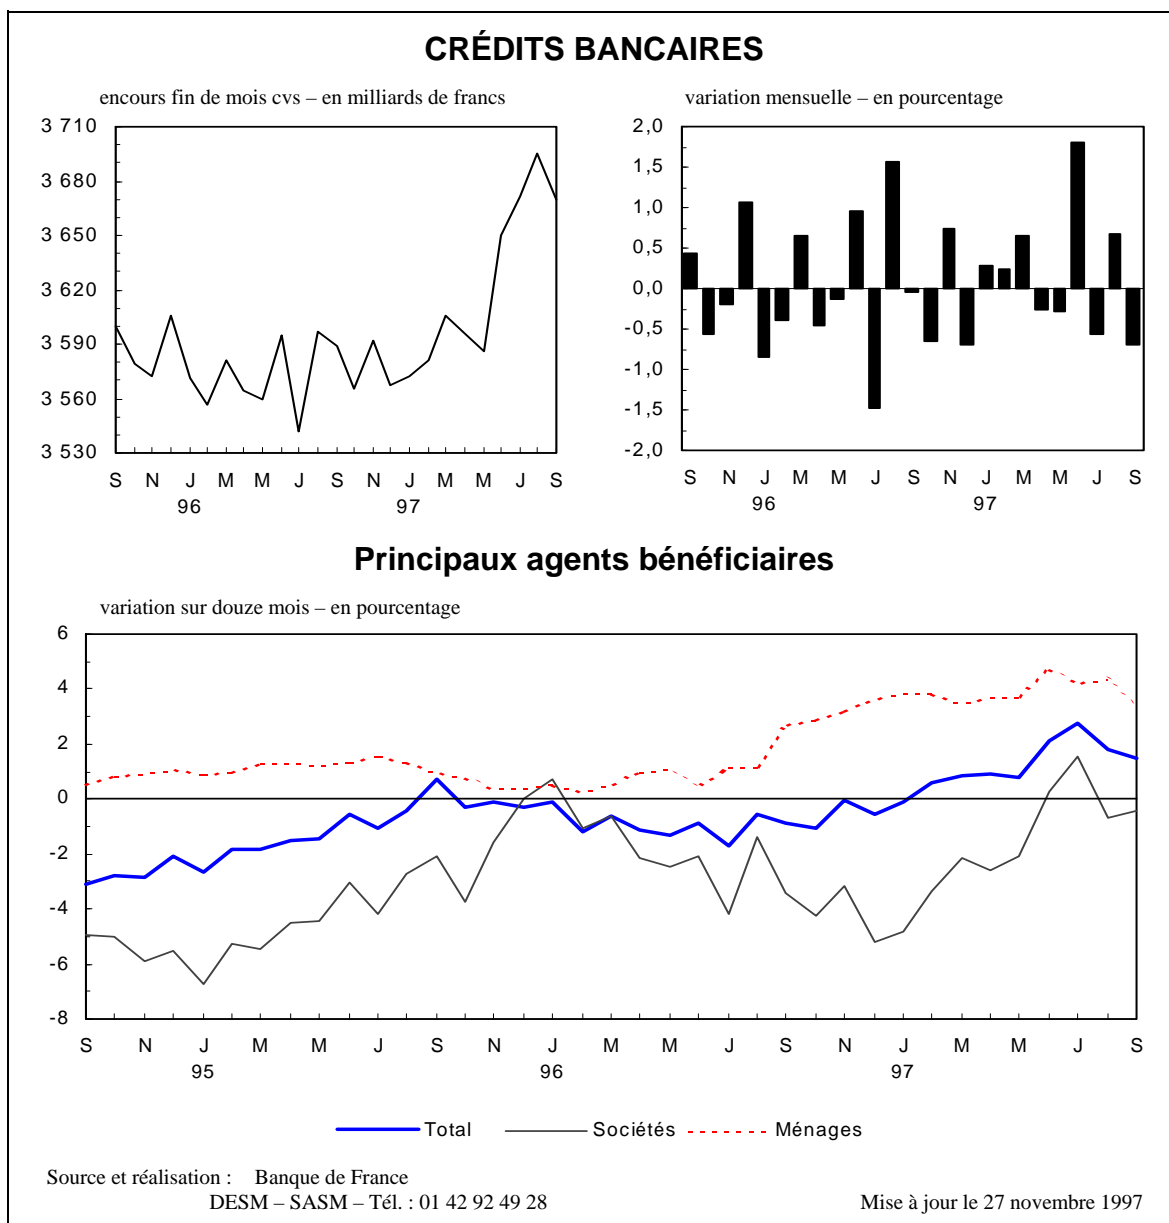 CRÉDITS BANCAIRES
encours fin de mois cvs – en milliards de francs
3 710
3 680
3 650
3 620
3 590
3 560
3 530
S N J M M J S N J M M J S
96 97
variation mensuelle – en pourcentage
2,0
1,5
1,0
0,5
0,0
-0,5
-1,0
-1,5
-2,0
S N J M M J S N J M M J S
96 97
Principaux agents bénéficiaires
variation sur douze mois – en pourcentage
6
4
2
0
-2
-4
-6
-8
S N J M M J S N J M M J S N J M M J S
95 96 97
Total Sociétés Ménages
Source et réalisation : Banque de France
DESM – SASM – Tél. : 01 42 92 49 28 Mise à jour le 27 novembre 1997